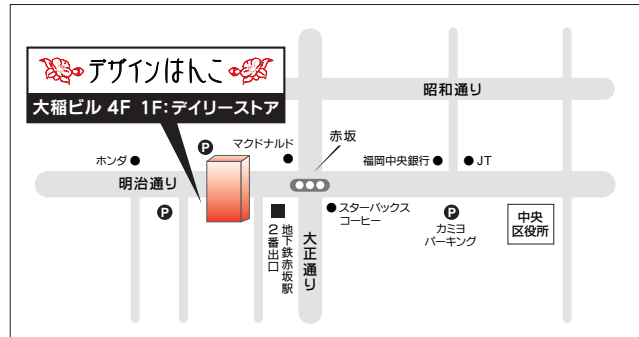 デザインはんこ
大稲ビル 4F 1F:デイリーストア
昭和通り
P
マクドナルド
赤坂
ホンダ
福岡中央銀行
JT
明治通り
P
スターバックス
コーヒー
P
カミヨ
パーキング
中央
区役所
地下鉄赤坂駅
2番出口
大正通り